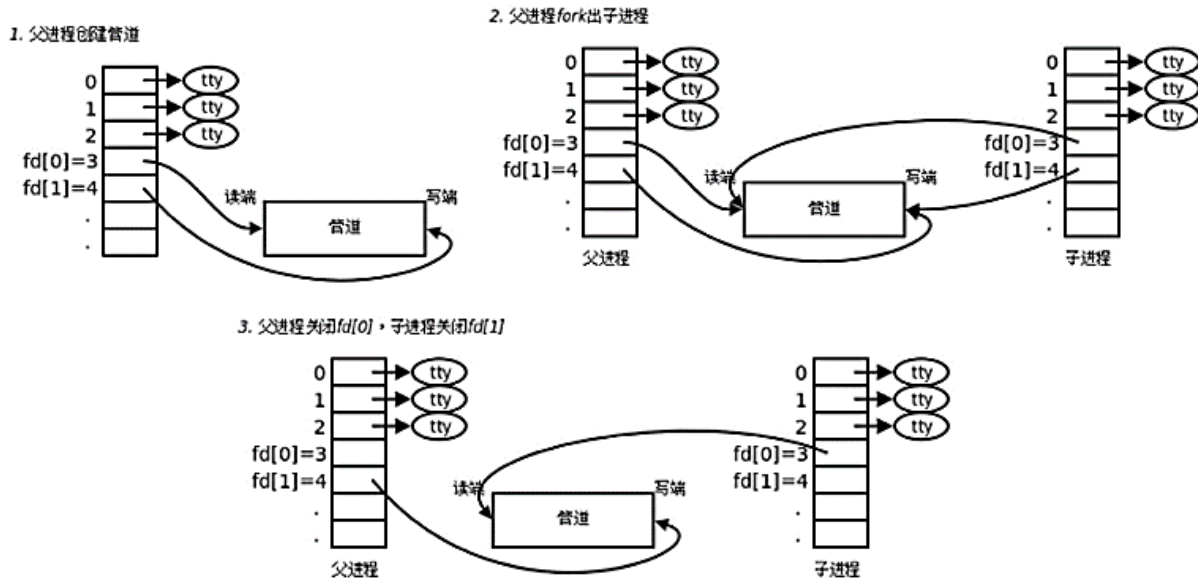 1. 父进程创建管道
0 tty
1 tty
2 tty
fd[0]=3
fd[1]=4
.
.
读端
写端
管道
2. 父进程fork出子进程
0 tty
1 tty
2 tty
fd[0]=3
fd[1]=4
.
.
父进程
读端
写端
管道
0 tty
1 tty
2 tty
fd[0]=3
fd[1]=4
.
.
子进程
3. 父进程关闭fd[0]，子进程关闭fd[1]
0 tty
1 tty
2 tty
fd[0]=3
fd[1]=4
.
.
父进程
读端
写端
管道
0 tty
1 tty
2 tty
fd[0]=3
fd[1]=4
.
.
子进程